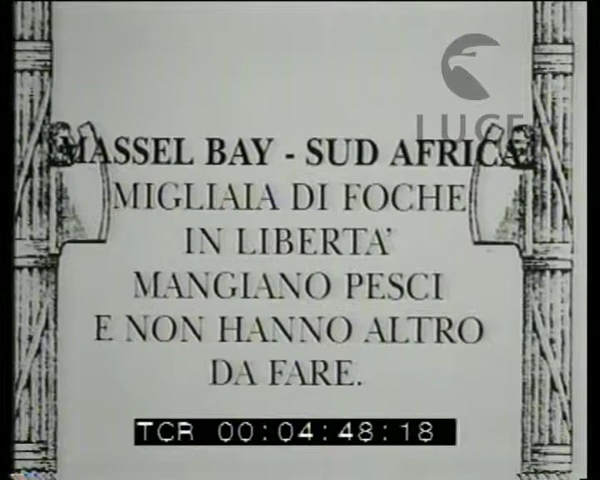 LUCE
MASSEL BAY - SUD AFRICA
MIGLIAIA DI FOCHE
IN LIBERTA'
MANGIANO PESCI
E NON HANNO ALTRO
DA FARE.
TCR 00:04:48:18